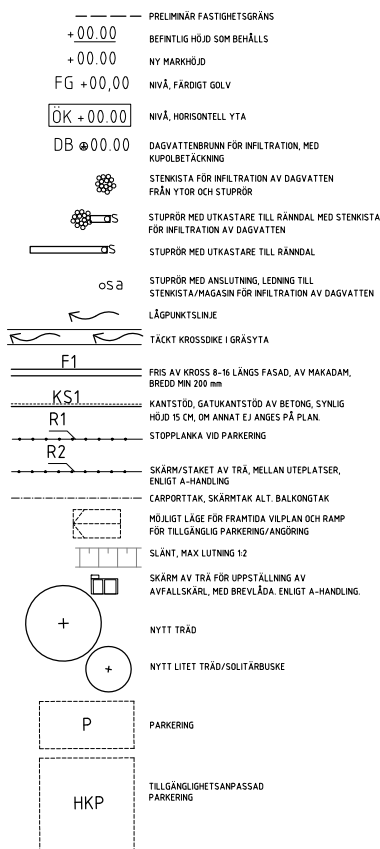 PRELIMINÄR FASTIGHETSGRÄNS
+00.00 BEFINTLIG HÖJD SOM BEHÅLLS
+00.00 NY MARKHÖJD
FG +00,00 NIVÅ, FÄRDIGT GOLV
ÖK +00.00 NIVÅ, HORISONTELL YTA
DB 00.00 DAGVATTENBRUNN FÖR INFILTRATION, MED
KUPOLBETÄCKNING
STENKISTA FÖR INFILTRATION AV DAGVATTEN
FRÅN YTOR OCH STUPRÖR
S STUPRÖR MED UTKASTARE TILL RÄNNDAL MED STENKISTA
FÖR INFILTRATION AV DAGVATTEN
S STUPRÖR MED UTKASTARE TILL RÄNNDAL
sa STUPRÖR MED ANSLUTNING, LEDNING TILL
STENKISTA/MAGASIN FÖR INFILTRATION AV DAGVATTEN
LÅGPUNKTSLINJE
TÄCKT KROSSDIKE I GRÄSYTA
F1 FRIS AV KROSS 8-16 LÄNGS FASAD, AV MAKADAM,
BREDD MIN 200 mm
KS1 KANTSTÖD, GATUKANTSTÖD AV BETONG, SYNLIG
HÖJD 15 CM, OM ANNAT EJ ANGES PÅ PLAN.
R1 STOPPLANKA VID PARKERING
R2 SKÄRM/STAKET AV TRÄ, MELLAN UTEPLATSER,
ENLIGT A-HANDLING
CARPORTTAK, SKÄRMTAK ALT. BALKONGTAK
MÖJLIGT LÄGE FÖR FRAMTIDA VILPLAN OCH RAMP
FÖR TILLGÄNGLIG PARKERING/ANGÖRING
SLÄNT, MAX LUTNING 1:2
SKÄRM AV TRÄ FÖR UPPSTÄLLNING AV
AVFALLSKÄRL, MED BREVLÅDA. ENLIGT A-HANDLING.
NYTT TRÄD
NYTT LITET TRÄD/SOLITÄRBUSKE
P PARKERING
HKP TILLGÄNGLIGHETSANPASSAD
PARKERING